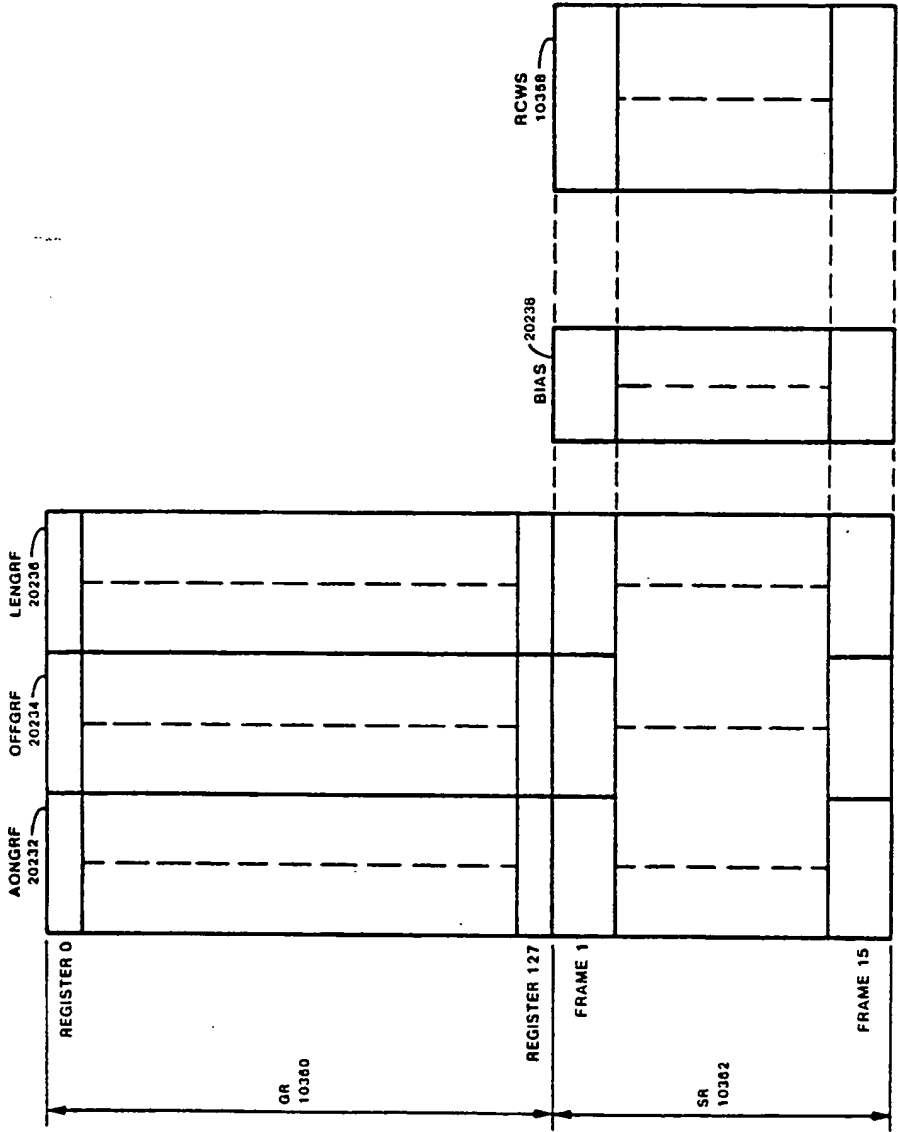 AONGRF
20232
OFFGRF
20234
LENGRF
20236
BIAS
20238
RCWS
10358
REGISTER 0
GR
10360
REGISTER 127
FRAME 1
SR
10362
FRAME 15